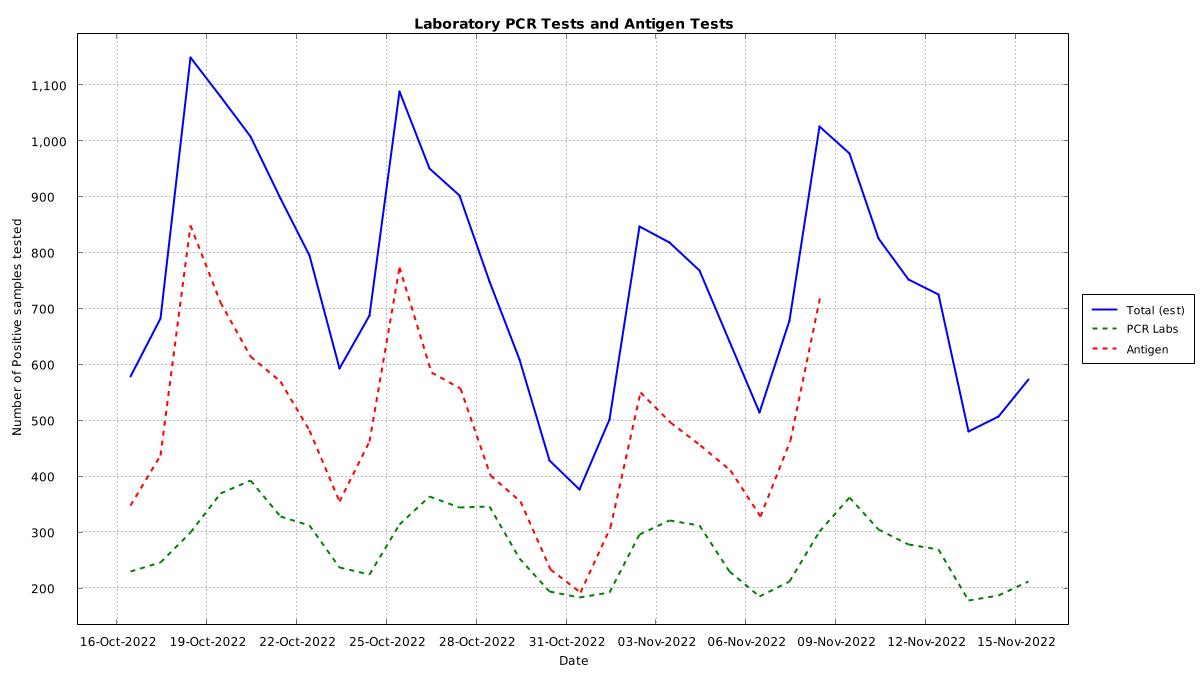 Laboratory PCR Tests and Antigen Tests
Number of Positive samples tested
1,100
1,000
900
800
700
600
500
400
300
200
16-Oct-2022 19-Oct-2022 22-Oct-2022 25-Oct-2022 28-Oct-2022 31-Oct-2022 03-Nov-2022 06-Nov-2022 09-Nov-2022 12-Nov-2022 15-Nov-2022
Date
Total (est)
PCR Labs
Antigen